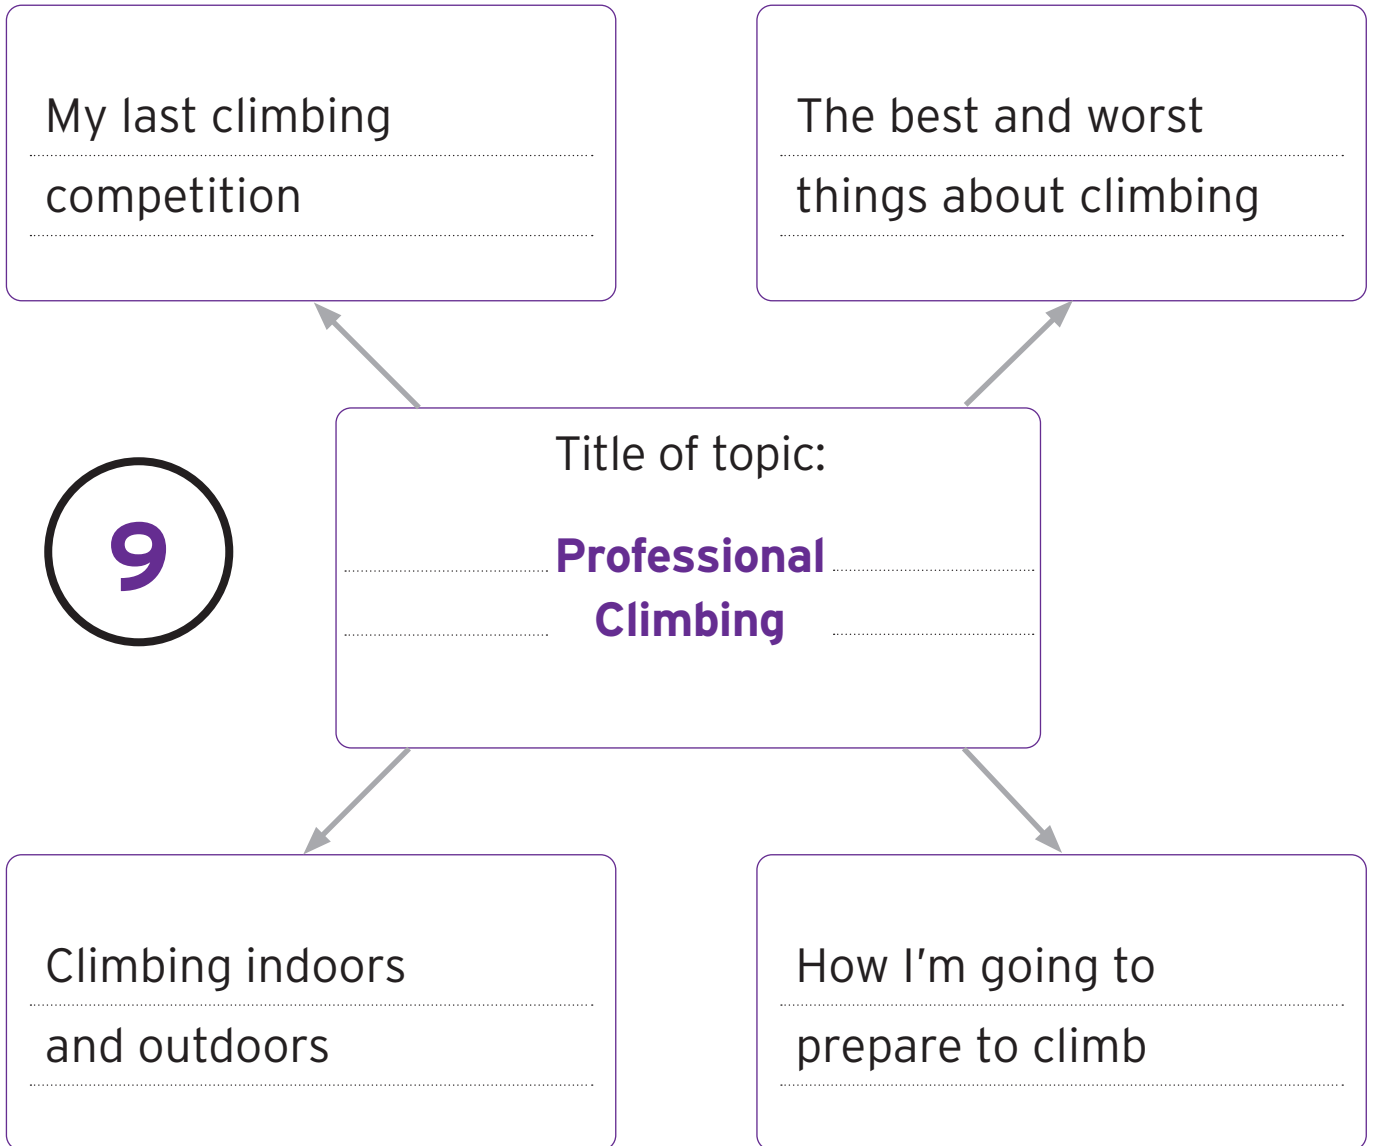 My last climbing
competition
The best and worst
things about climbing
Title of topic:
Professional
Climbing
9
Climbing indoors
and outdoors
How I'm going to
prepare to climb